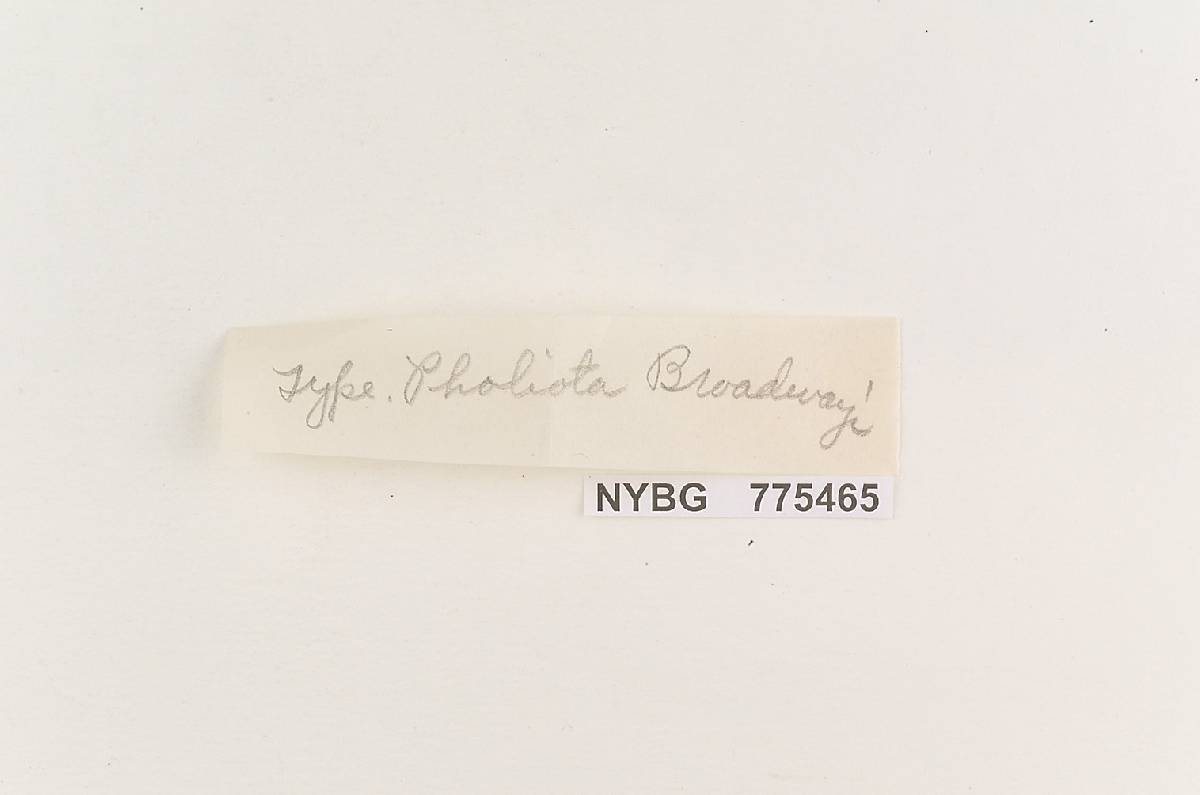 Type. Pholiota Broadwayi
NYBG 775465